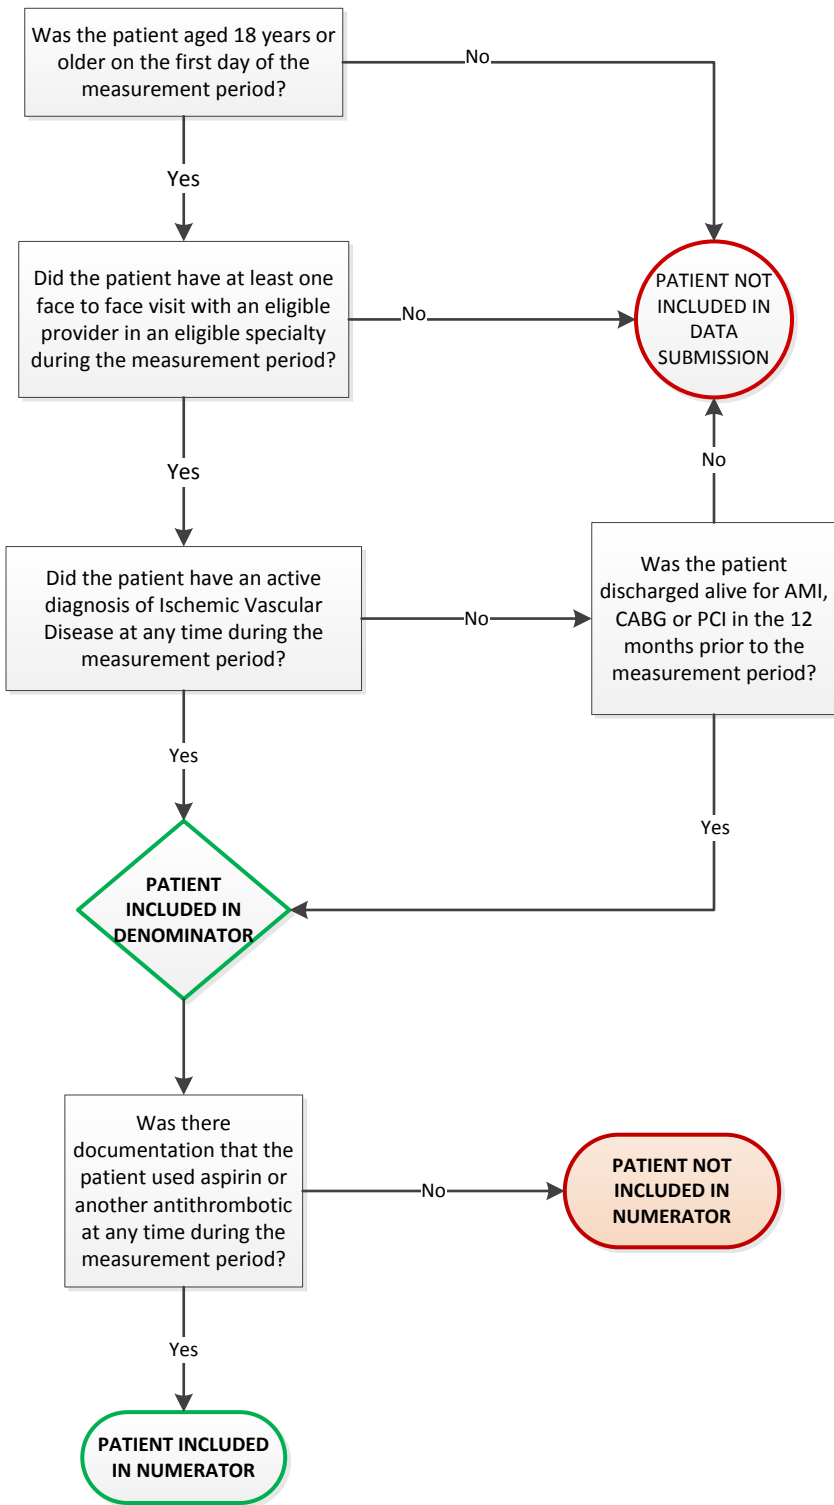 Was the patient aged 18 years or
older on the first day of the
measurement period?
No
Yes
Did the patient have at least one
face to face visit with an eligible
provider in an eligible specialty
during the measurement period?
No
PATIENT NOT
INCLUDED IN
DATA
SUBMISSION
Yes
No
Did the patient have an active
diagnosis of Ischemic Vascular
Disease at any time during the
measurement period?
No
Was the patient
discharged alive for AMI,
CABG or PCI in the 12
months prior to the
measurement period?
Yes
Yes
PATIENT
INCLUDED IN
DENOMINATOR
Was there
documentation that the
patient used aspirin or
another antithrombotic
at any time during the
measurement period?
No
PATIENT NOT
INCLUDED IN
NUMERATOR
Yes
PATIENT INCLUDED
IN NUMERATOR